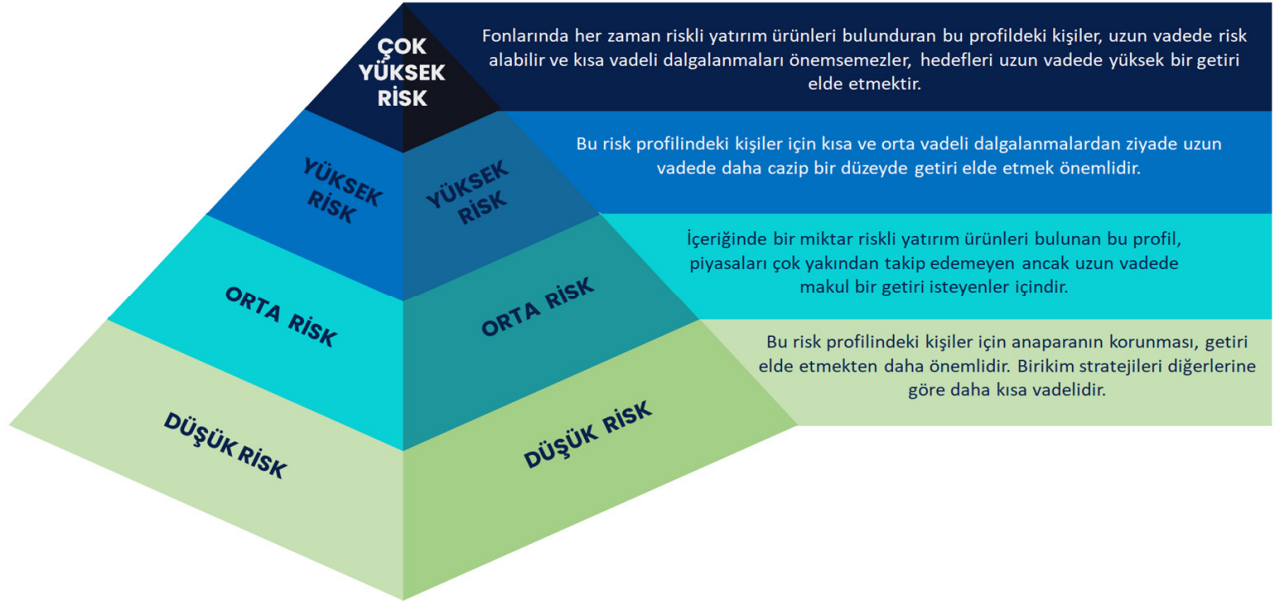 ÇOK
YÜKSEK
RİSK
Fonlarında her zaman riskli yatırım ürünleri bulunduran bu profildeki kişiler, uzun vadede risk
alabilir ve kısa vadeli dalgalanmaları önemsemezler, hedefleri uzun vadede yüksek bir getiri
elde etmektir.
YÜKSEK
RİSK
YÜKSEK
RİSK
Bu risk profilindeki kişiler için kısa ve orta vadeli dalgalanmalardan ziyade uzun
vadede daha cazip bir düzeyde getiri elde etmek önemlidir.
ORTA RİSK
ORTA RİSK
İçeriğinde bir miktar riskli yatırım ürünleri bulunan bu profil,
piyasaları çok yakından takip edemeyen ancak uzun vadede
makul bir getiri isteyenler içindir.
DÜŞÜK RİSK
DÜŞÜK RİSK
Bu risk profilindeki kişiler için anaparanın korunması, getiri
elde etmekten daha önemlidir. Birikim stratejileri diğerlerine
göre daha kısa vadelidir.